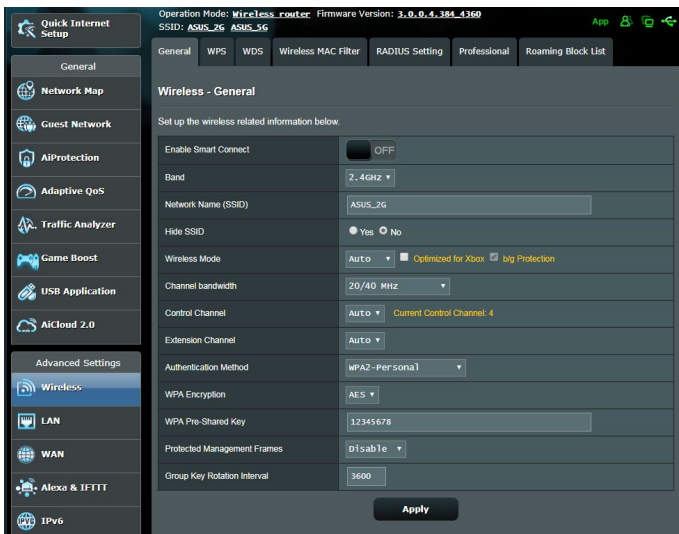 Operation Mode: Wireless router Firmware Version: 3.0.0.4.384_4360
SSID: ASUS_2G ASUS_5G
App
Quick Internet
Setup
General
Network Map
Guest Network
AiProtection
Adaptive QoS
Traffic Analyzer
Game Boost
USB Application
AiCloud 2.0
Advanced Settings
Wireless
LAN
WAN
Alexa & IFTTT
IPv6
General WPS WDS Wireless MAC Filter RADIUS Setting Professional Roaming Block List
Wireless - General
Set up the wireless related information below.
Enable Smart Connect OFF
Band 2.4GHz
Network Name (SSID) ASUS_2G
Hide SSID Yes No
Wireless Mode Auto Optimized for Xbox b/g Protection
Channel bandwidth 20/40 MHz
Control Channel Auto Current Control Channel: 4
Extension Channel Auto
Authentication Method WPA2-Personal
WPA Encryption AES
WPA Pre-Shared Key 12345678
Protected Management Frames Disable
Group Key Rotation Interval 3600
Apply